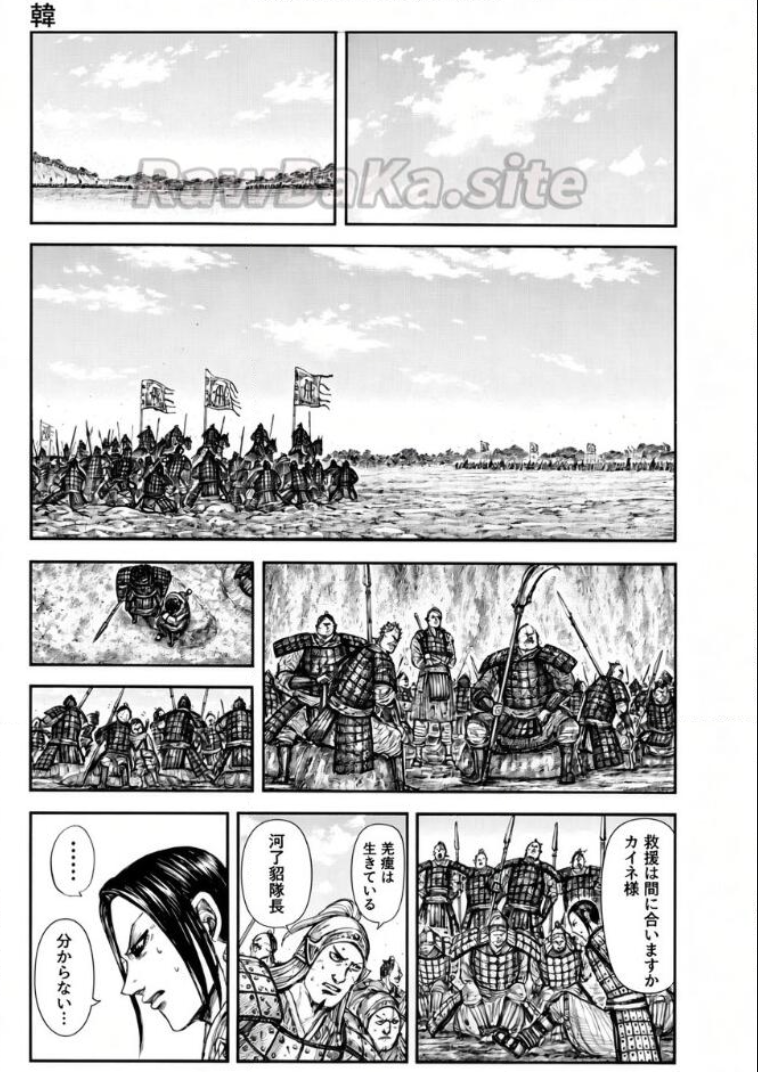 韓
RawDaKa.site
救援は間に合いますか
カイネ様
羌瘣は
生きている
河了貂隊長
……
分からない…